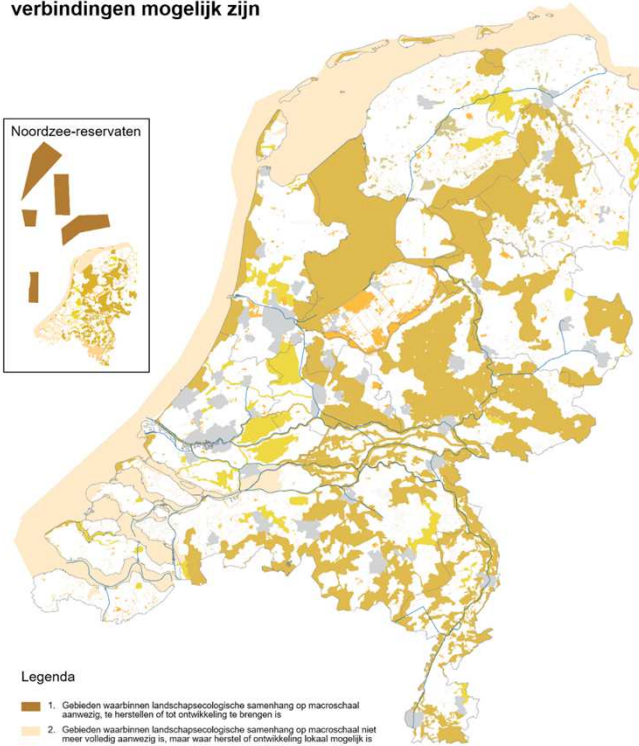 verbindingen mogelijk zijn
Noordzee-reservaten
Legenda
1. Gebieden waarbinnen landschapsecologische samenhang op macroschaal
aanwezig, te herstellen of tot ontwikkeling te brengen is
2. Gebieden waarbinnen landschapsecologische samenhang op macroschaal niet
meer volledig aanwezig is, maar waar herstel of ontwikkeling lokaal mogelijk is